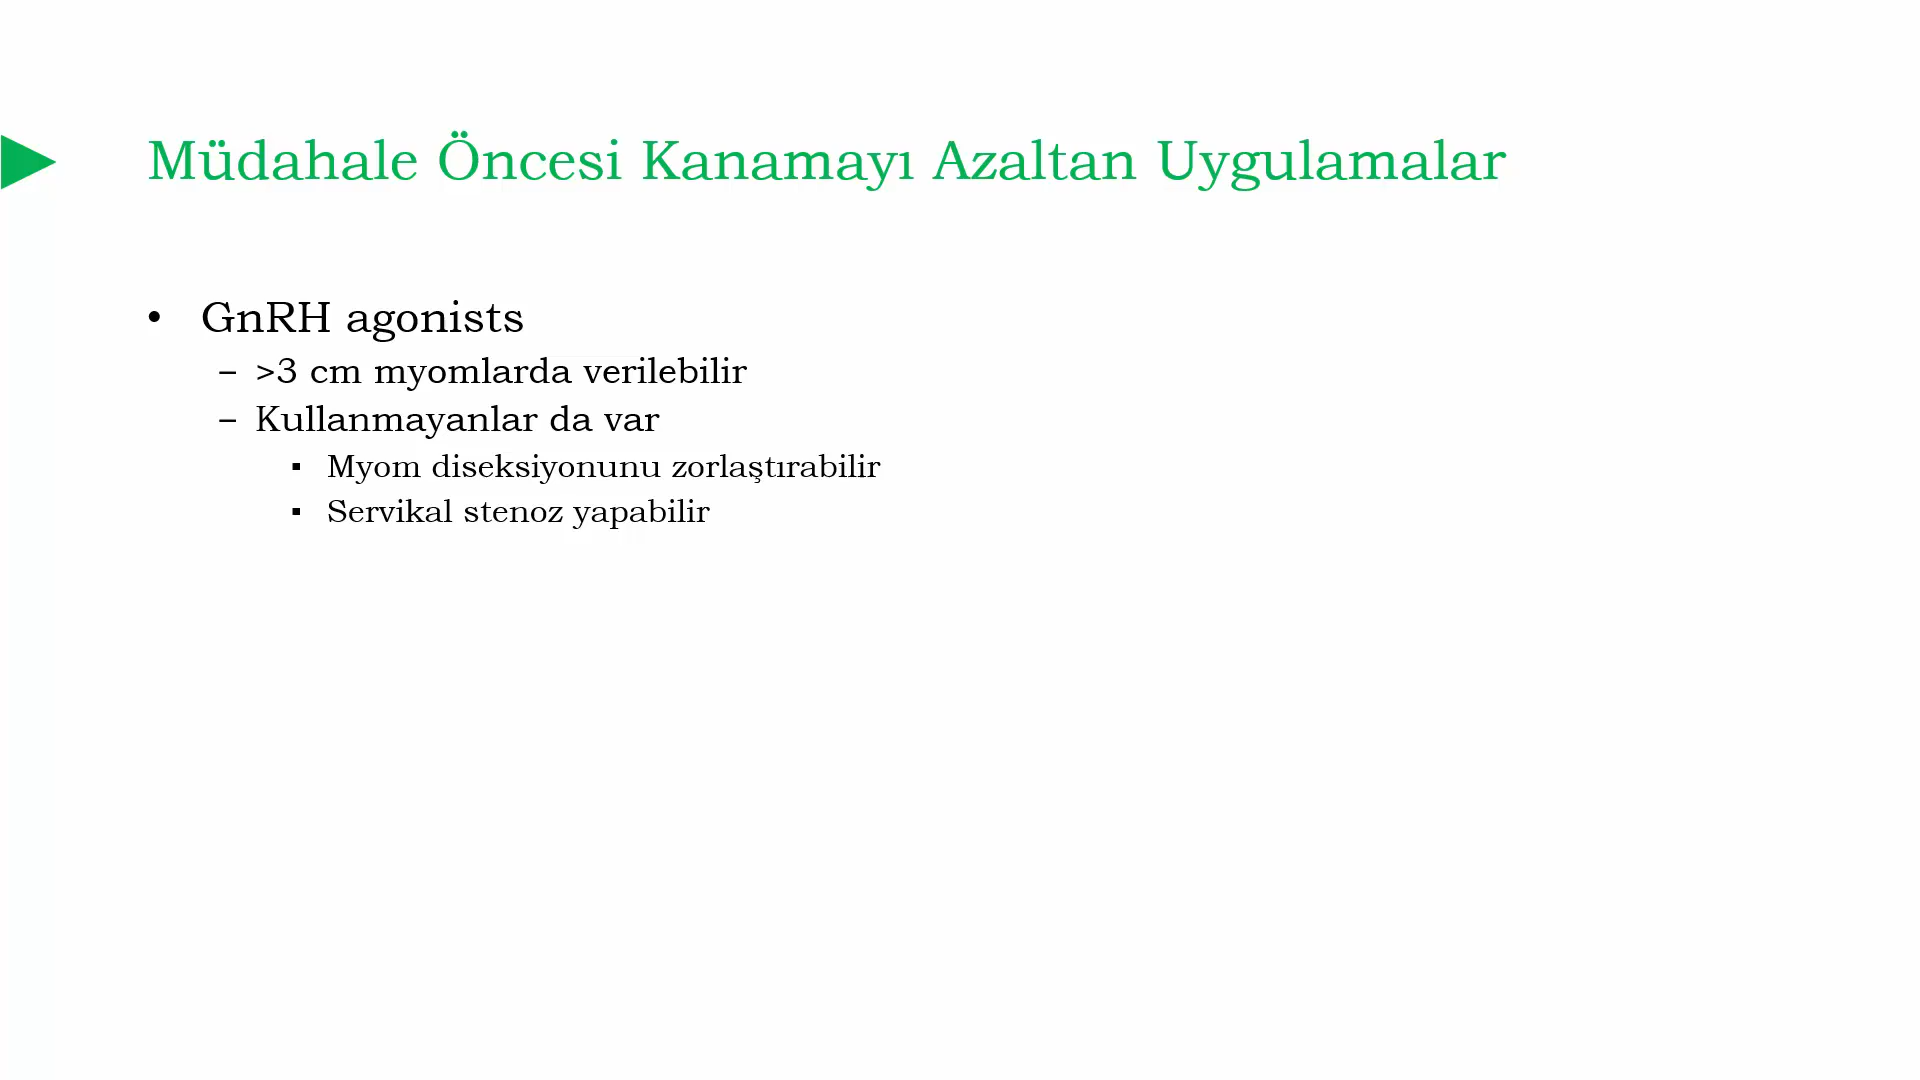 Müdahale Öncesi Kanamayı Azaltan Uygulamalar
• GnRH agonists
– >3 cm myomlarda verilebilir
– Kullanmayanlar da var
▪ Myom diseksiyonunu zorlaştırabilir
▪ Servikal stenoz yapabilir